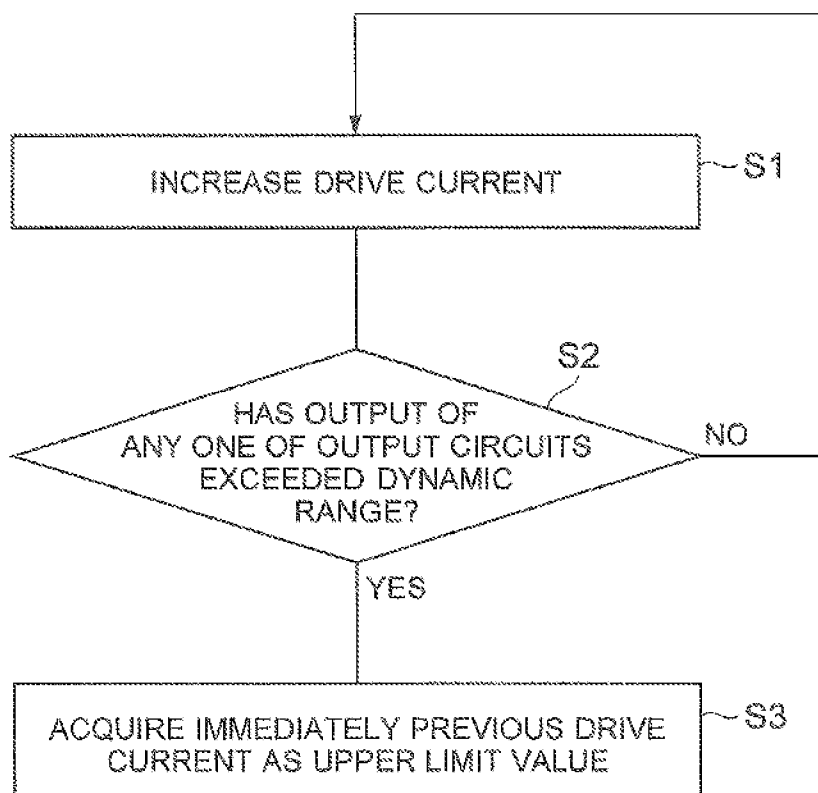 INCREASE DRIVE CURRENT
S1
S2
HAS OUTPUT OF
ANY ONE OF OUTPUT CIRCUITS
EXCEEDED DYNAMIC
RANGE?
NO
YES
ACQUIRE IMMEDIATELY PREVIOUS DRIVE
CURRENT AS UPPER LIMIT VALUE
S3